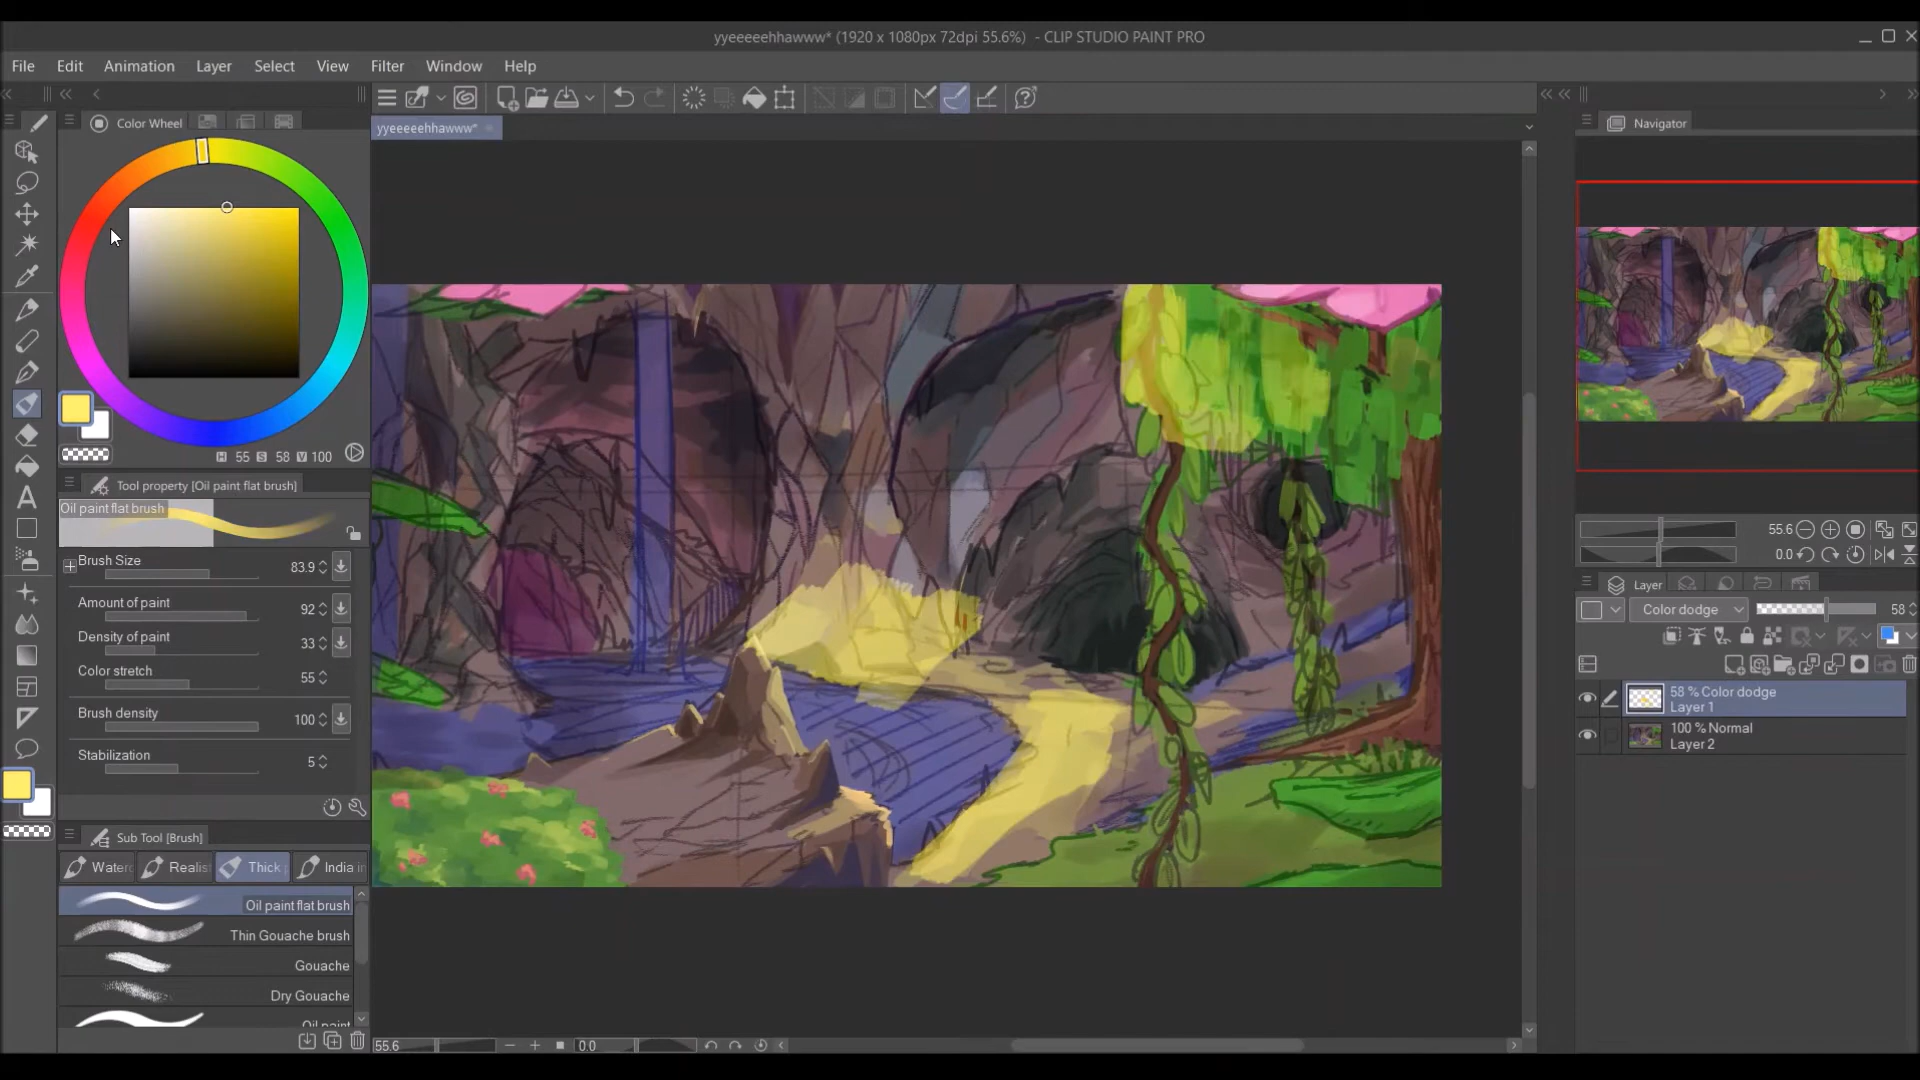 yyeeeeehhawww* (1920 x 1080px 72dpi 55.6%) - CLIP STUDIO PAINT PRO
File Edit Animation Layer Select View Filter Window Help
Color Wheel
yyeeeeehhawww*
Navigator
H 55 S 58 V 100
Tool property [Oil paint flat brush]
Oil paint flat brush
Brush Size 83.9
Amount of paint 92
Density of paint 33
Color stretch 55
Brush density 100
Stabilization 5
Sub Tool [Brush]
Water Realis Thick India in
Oil paint flat brush
Thin Gouache brush
Gouache
Dry Gouache
Oil paint
55.6 0.0
55.6
0.0
Layer
Color dodge 58
58 % Color dodge
Layer 1
100 % Normal
Layer 2